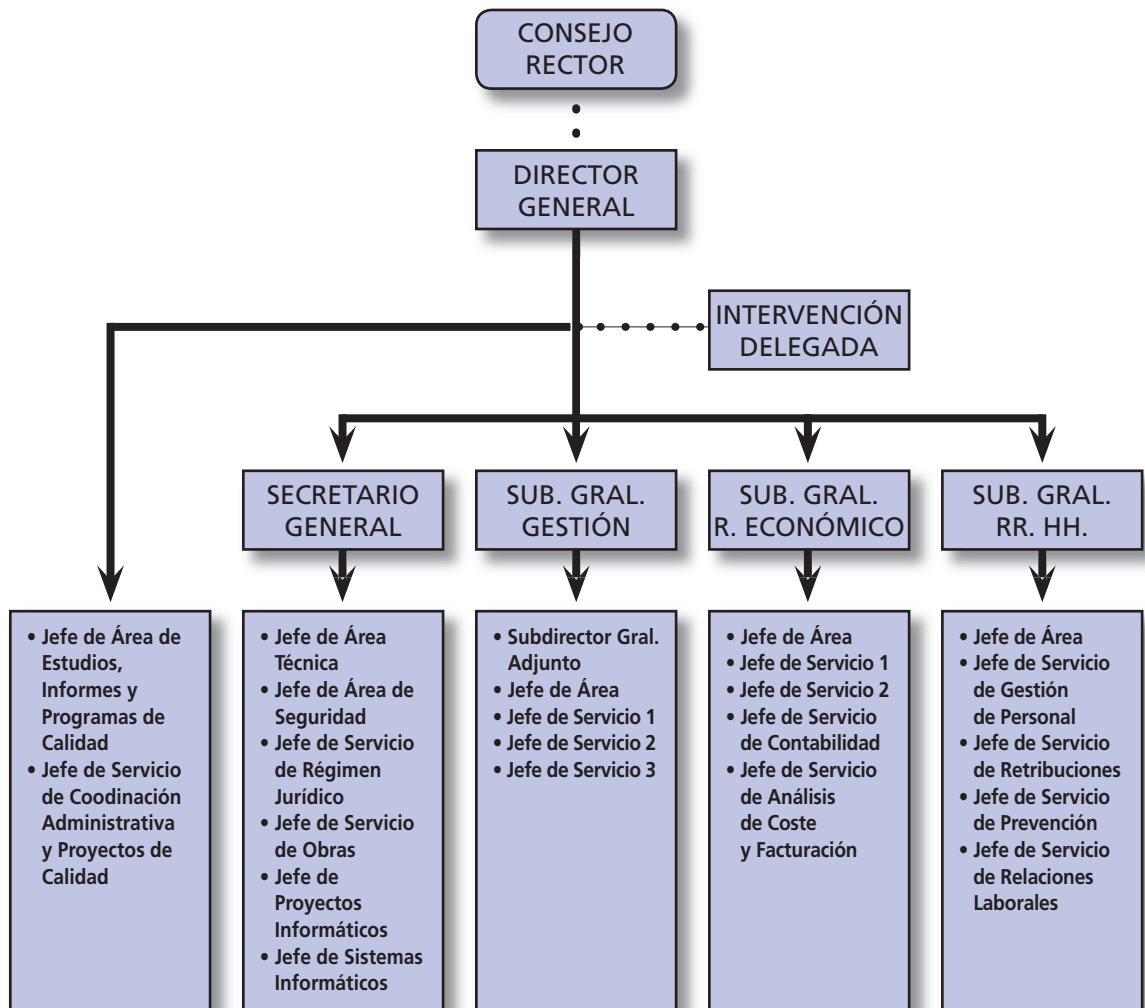 CONSEJO
RECTOR
DIRECTOR
GENERAL
INTERVENCIÓN
DELEGADA
SECRETARIO
GENERAL
SUB. GRAL.
GESTIÓN
SUB. GRAL.
R. ECONÓMICO
SUB. GRAL.
RR. HH.
• Jefe de Área de
Estudios,
Informes y
Programas de
Calidad
• Jefe de Servicio
de Coodinación
Administrativa
y Proyectos de
Calidad
• Jefe de Área
Técnica
• Jefe de Área de
Seguridad
• Jefe de Servicio
de Régimen
Jurídico
• Jefe de Servicio
de Obras
• Jefe de
Proyectos
Informáticos
• Jefe de Sistemas
Informáticos
• Subdirector Gral.
Adjunto
• Jefe de Área
• Jefe de Servicio 1
• Jefe de Servicio 2
• Jefe de Servicio 3
• Jefe de Área
• Jefe de Servicio 1
• Jefe de Servicio 2
• Jefe de Servicio
de Contabilidad
• Jefe de Servicio
de Análisis
de Coste
y Facturación
• Jefe de Área
• Jefe de Servicio
de Gestión
de Personal
• Jefe de Servicio
de Retribuciones
• Jefe de Servicio
de Prevención
• Jefe de Servicio
de Relaciones
Laborales